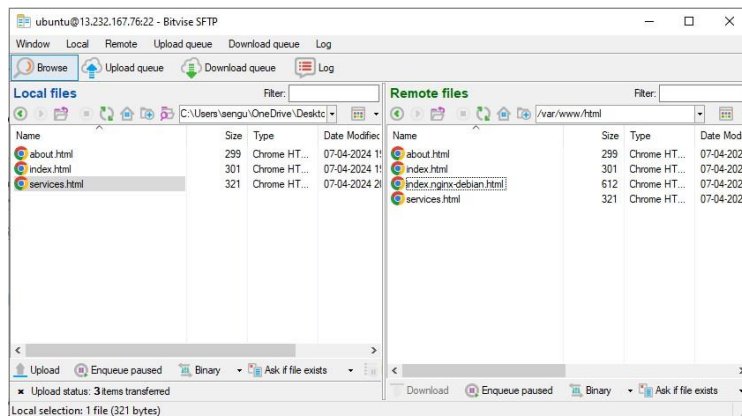 ubuntu@13.232.167.76:22 - Bitvise SFTP
Window Local Remote Upload queue Download queue Log
Browse Upload queue Download queue Log
Local files Filter:
C:\Users\sengu\OneDrive\Deskto
Name Size Type Date Modified
about.html 299 Chrome HT... 07-04-2024 1
index.html 301 Chrome HT... 07-04-2024 1
services.html 321 Chrome HT... 07-04-2024 20
Upload Enqueue paused Binary Ask if file exists
Upload status: 3 items transferred
Local selection: 1 file (321 bytes)
Remote files Filter:
/var/www/html
Name Size Type Date Mod
about.html 299 Chrome HT... 07-04-202
index.html 301 Chrome HT... 07-04-202
index.nginx-debian.html 612 Chrome HT... 07-04-202
services.html 321 Chrome HT... 07-04-202
Download Enqueue paused Binary Ask if file exists